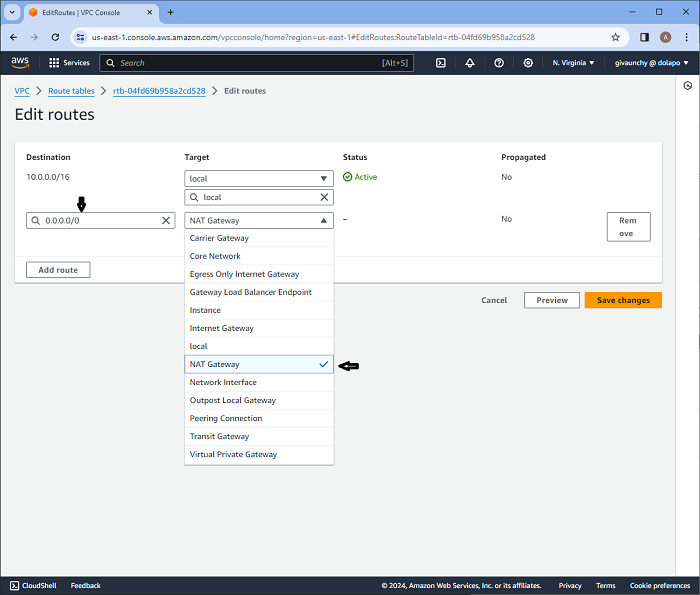 EditRoutes | VPC Console
us-east-1.console.aws.amazon.com/vpcconsole/home?region=us-east-1#EditRoutes:RouteTableId=rtb-04fd69b958a2cd528
A
aws
Services
Search
[Alt+S]
N. Virginia
givaunchy @ dolapo
VPC
Route tables
rtb-04fd69b958a2cd528
Edit routes
Edit routes
Destination
Target
Status
Propagated
10.0.0.0/16
local
Active
No
local
0.0.0.0/0
NAT Gateway
–
No
Rem
ove
Carrier Gateway
Core Network
Egress Only Internet Gateway
Gateway Load Balancer Endpoint
Instance
Internet Gateway
local
NAT Gateway
Network Interface
Outpost Local Gateway
Peering Connection
Transit Gateway
Virtual Private Gateway
Add route
Cancel
Preview
Save changes
CloudShell
Feedback
© 2024, Amazon Web Services, Inc. or its affiliates.
Privacy
Terms
Cookie preferences